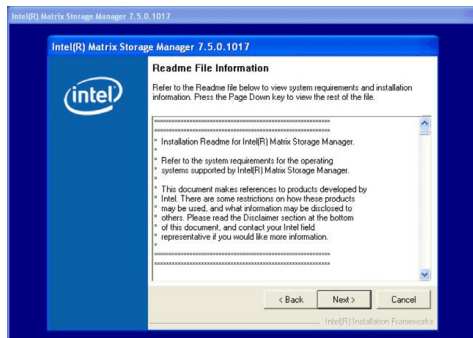 Intel(R) Matrix Storage Manager 7.5.0.1017
Intel(R) Matrix Storage Manager 7.5.0.1017
intel
Readme File Information
Refer to the Readme file below to view system requirements and installation
information. Press the Page Down key to view the rest of the file.
* Installation Readme for Intel(R) Matrix Storage Manager.
*
* Refer to the system requirements for the operating
* systems supported by Intel(R) Matrix Storage Manager.
*
* This document makes references to products developed by
* Intel. There are some restrictions on how these products
* may be used, and what information may be disclosed to
* others. Please read the Disclaimer section at the bottom
* of this document, and contact your Intel field
* representative if you would like more information.
*
< Back Next > Cancel
Intel(R) Installation Frameworks